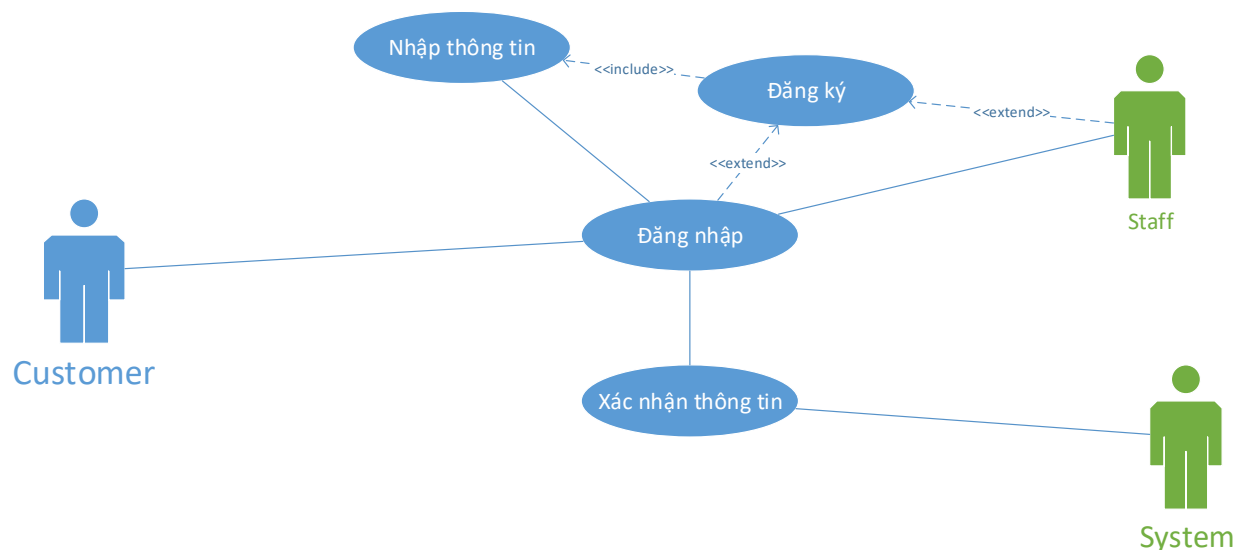 Nhập thông tin
<<include>>
Đăng ký
<<extend>>
<<extend>>
Staff
Đăng nhập
Customer
Xác nhận thông tin
System